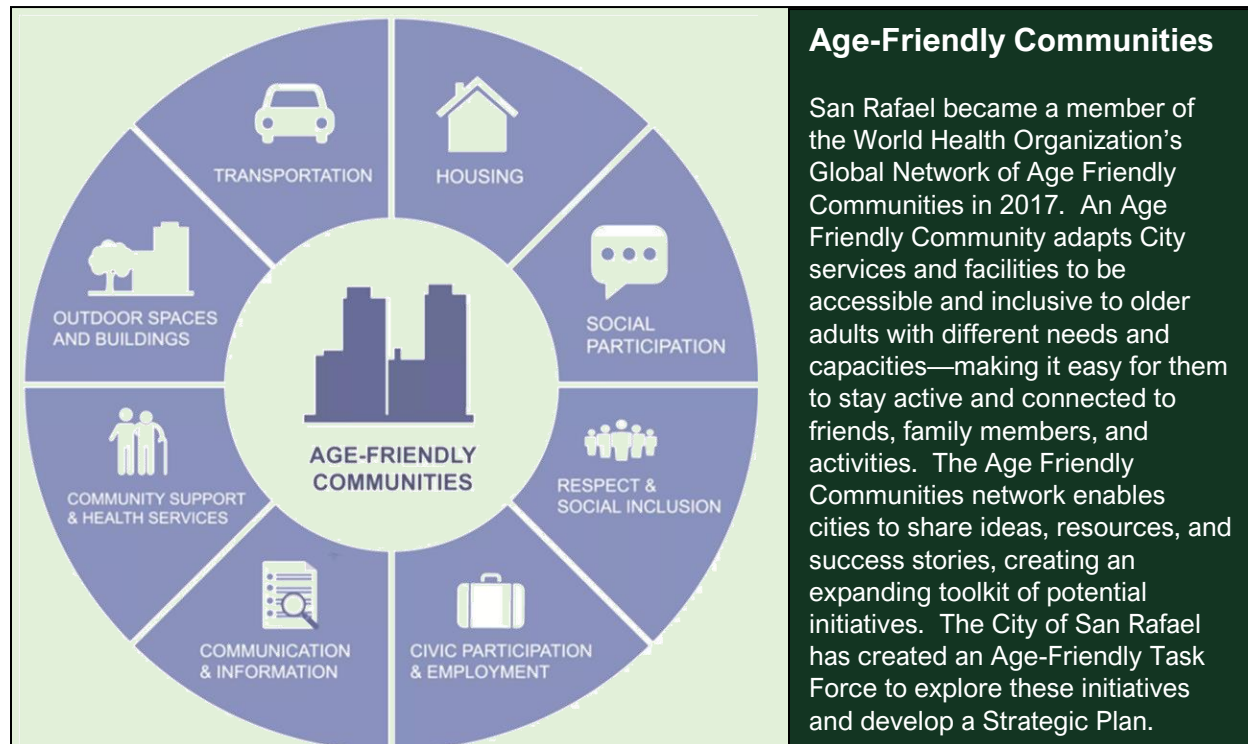 TRANSPORTATION
HOUSING
OUTDOOR SPACES
AND BUILDINGS
SOCIAL
PARTICIPATION
AGE-FRIENDLY
COMMUNITIES
COMMUNITY SUPPORT
& HEALTH SERVICES
RESPECT &
SOCIAL INCLUSION
COMMUNICATION
& INFORMATION
CIVIC PARTICIPATION
& EMPLOYMENT
Age-Friendly Communities
San Rafael became a member of
the World Health Organization’s
Global Network of Age Friendly
Communities in 2017.  An Age
Friendly Community adapts City
services and facilities to be
accessible and inclusive to older
adults with different needs and
capacities—making it easy for them
to stay active and connected to
friends, family members, and
activities.  The Age Friendly
Communities network enables
cities to share ideas, resources, and
success stories, creating an
expanding toolkit of potential
initiatives.  The City of San Rafael
has created an Age-Friendly Task
Force to explore these initiatives
and develop a Strategic Plan.